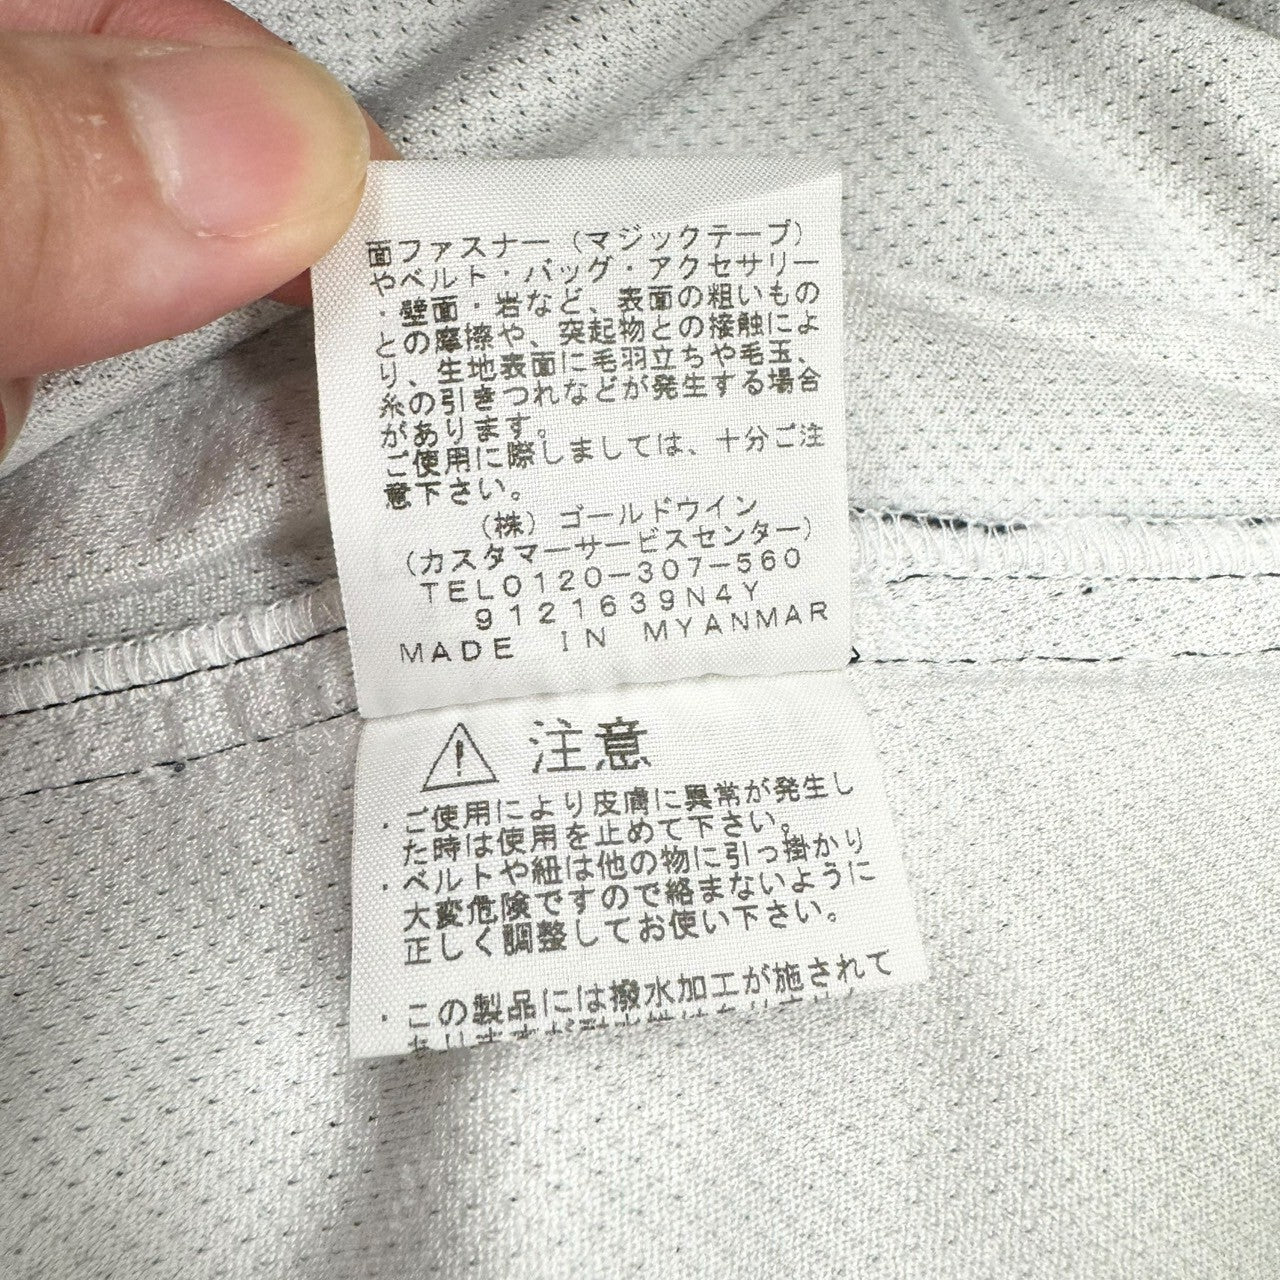 面ファスナー（マジックテープ）
やベルト・バッグ・アクセサリー
・壁面・岩など、表面の粗いもの
との摩擦や、突起物との接触によ
り、生地表面に毛羽立ちや毛玉、
糸の引きつれなどが発生する場合
があります。
ご使用に際しましては、十分ご注
意下さい。
（株）ゴールドウイン
（カスタマーサービスセンター）
TEL0120-307-560
9121639N4Y
MADE IN MYANMAR
注意
・ご使用により皮膚に異常が発生し
た時は使用を止めて下さい。
・ベルトや紐は他の物に引っ掛かり
大変危険ですので絡まないように
正しく調整してお使い下さい。
・この製品には撥水加工が施されて